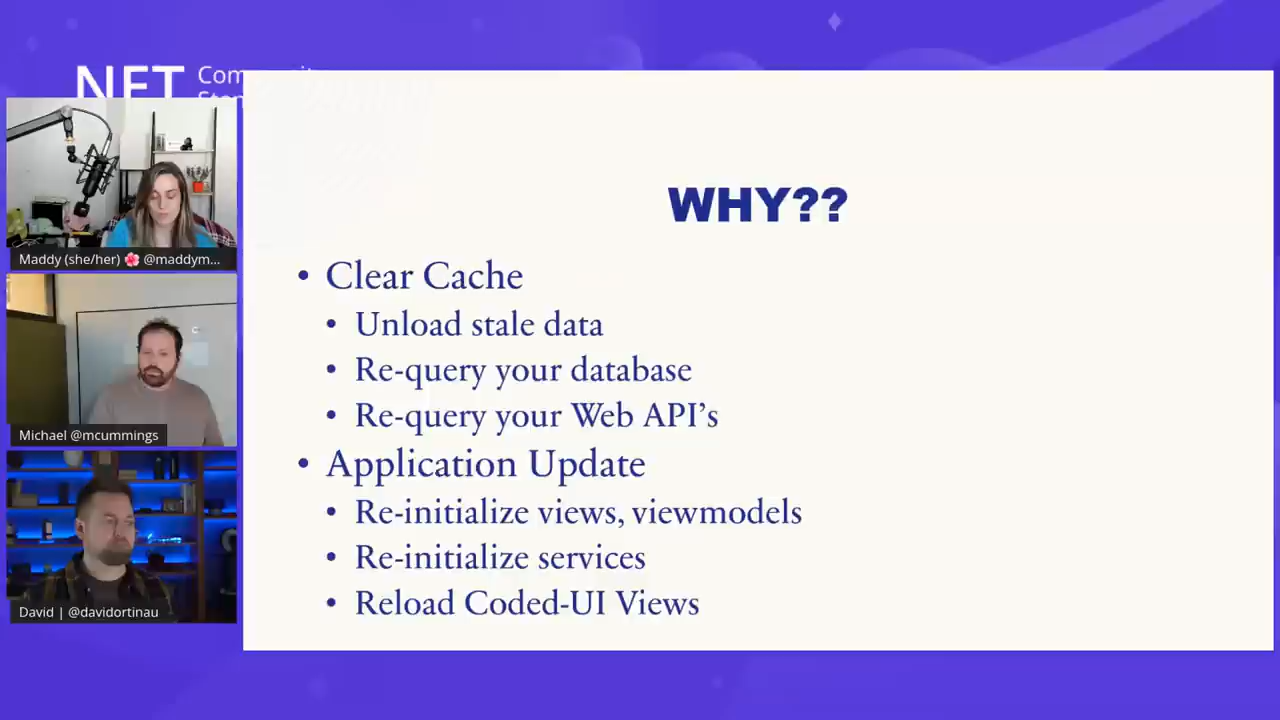 NET
WHY??
• Clear Cache
• Unload stale data
• Re-query your database
• Re-query your Web API’s
• Application Update
• Re-initialize views, viewmodels
• Re-initialize services
• Reload Coded-UI Views
Maddy (she/her) 🌸 @maddym...
Michael @mcummings
David | @davidortinau